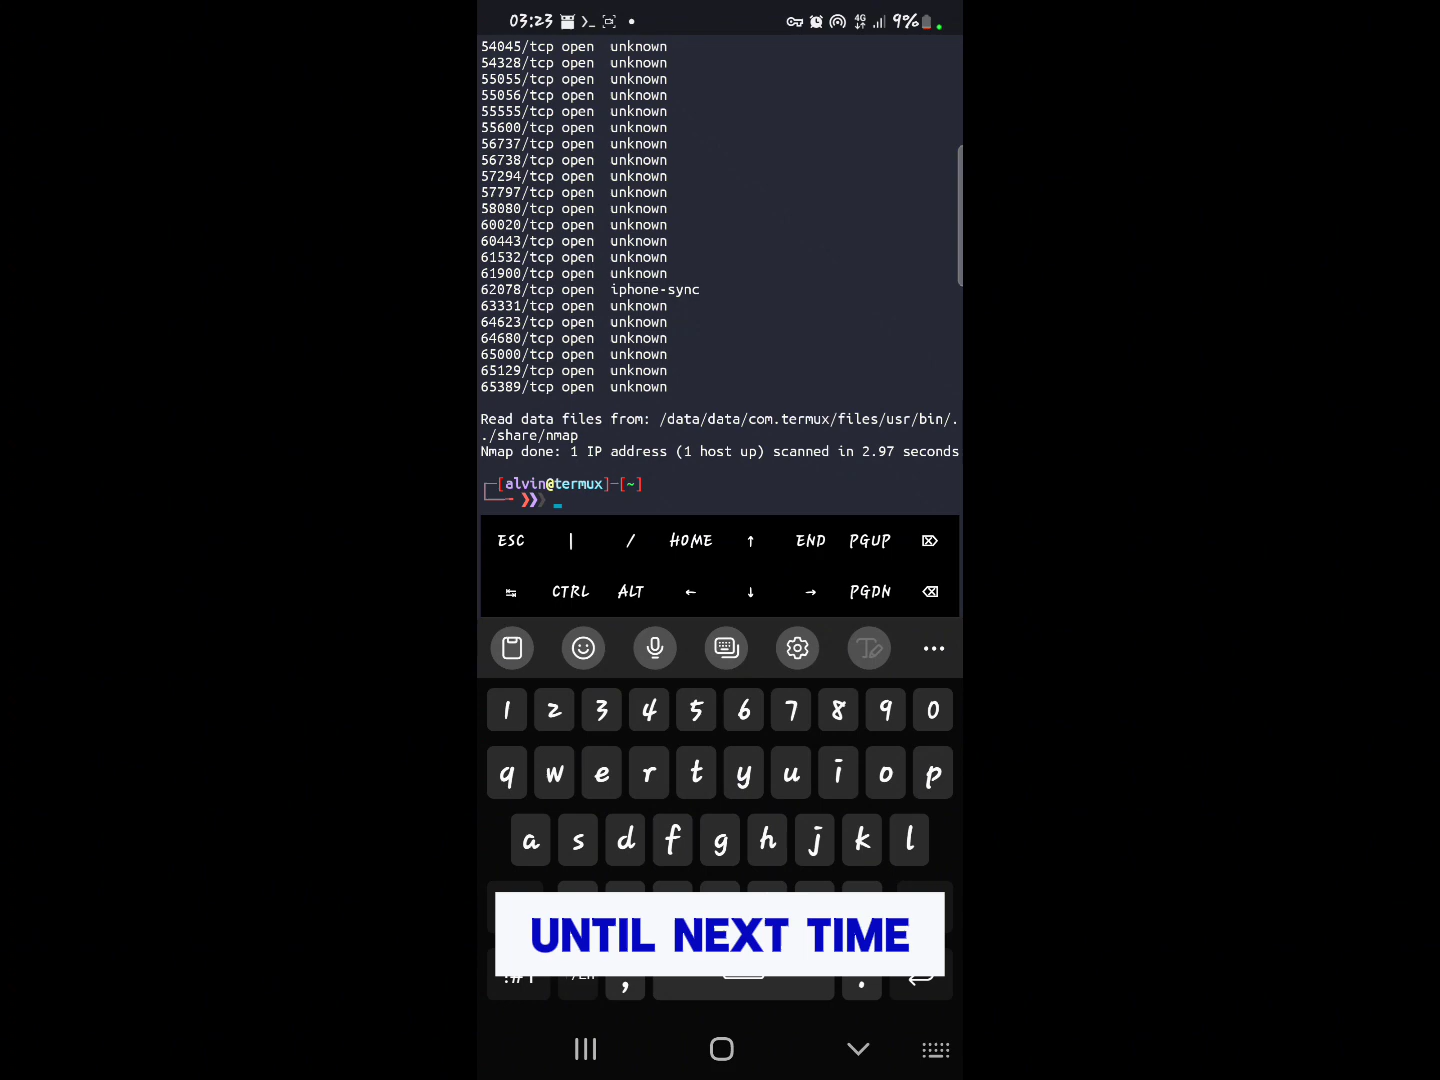 03:23 9%
54045/tcp open unknown
54328/tcp open unknown
55055/tcp open unknown
55056/tcp open unknown
55555/tcp open unknown
55600/tcp open unknown
56737/tcp open unknown
56738/tcp open unknown
57294/tcp open unknown
57797/tcp open unknown
58080/tcp open unknown
60020/tcp open unknown
60443/tcp open unknown
61532/tcp open unknown
61900/tcp open unknown
62078/tcp open iphone-sync
63331/tcp open unknown
64623/tcp open unknown
64680/tcp open unknown
65000/tcp open unknown
65129/tcp open unknown
65389/tcp open unknown
Read data files from: /data/data/com.termux/files/usr/bin/.
./share/nmap
Nmap done: 1 IP address (1 host up) scanned in 2.97 seconds
[alvin@termux]-[~]
ESC | / HOME ↑ END PGUP
CTRL ALT ← ↓ → PGDN
1 2 3 4 5 6 7 8 9 0
q w e r t y u i o p
a s d f g h j k l
UNTIL NEXT TIME
, .